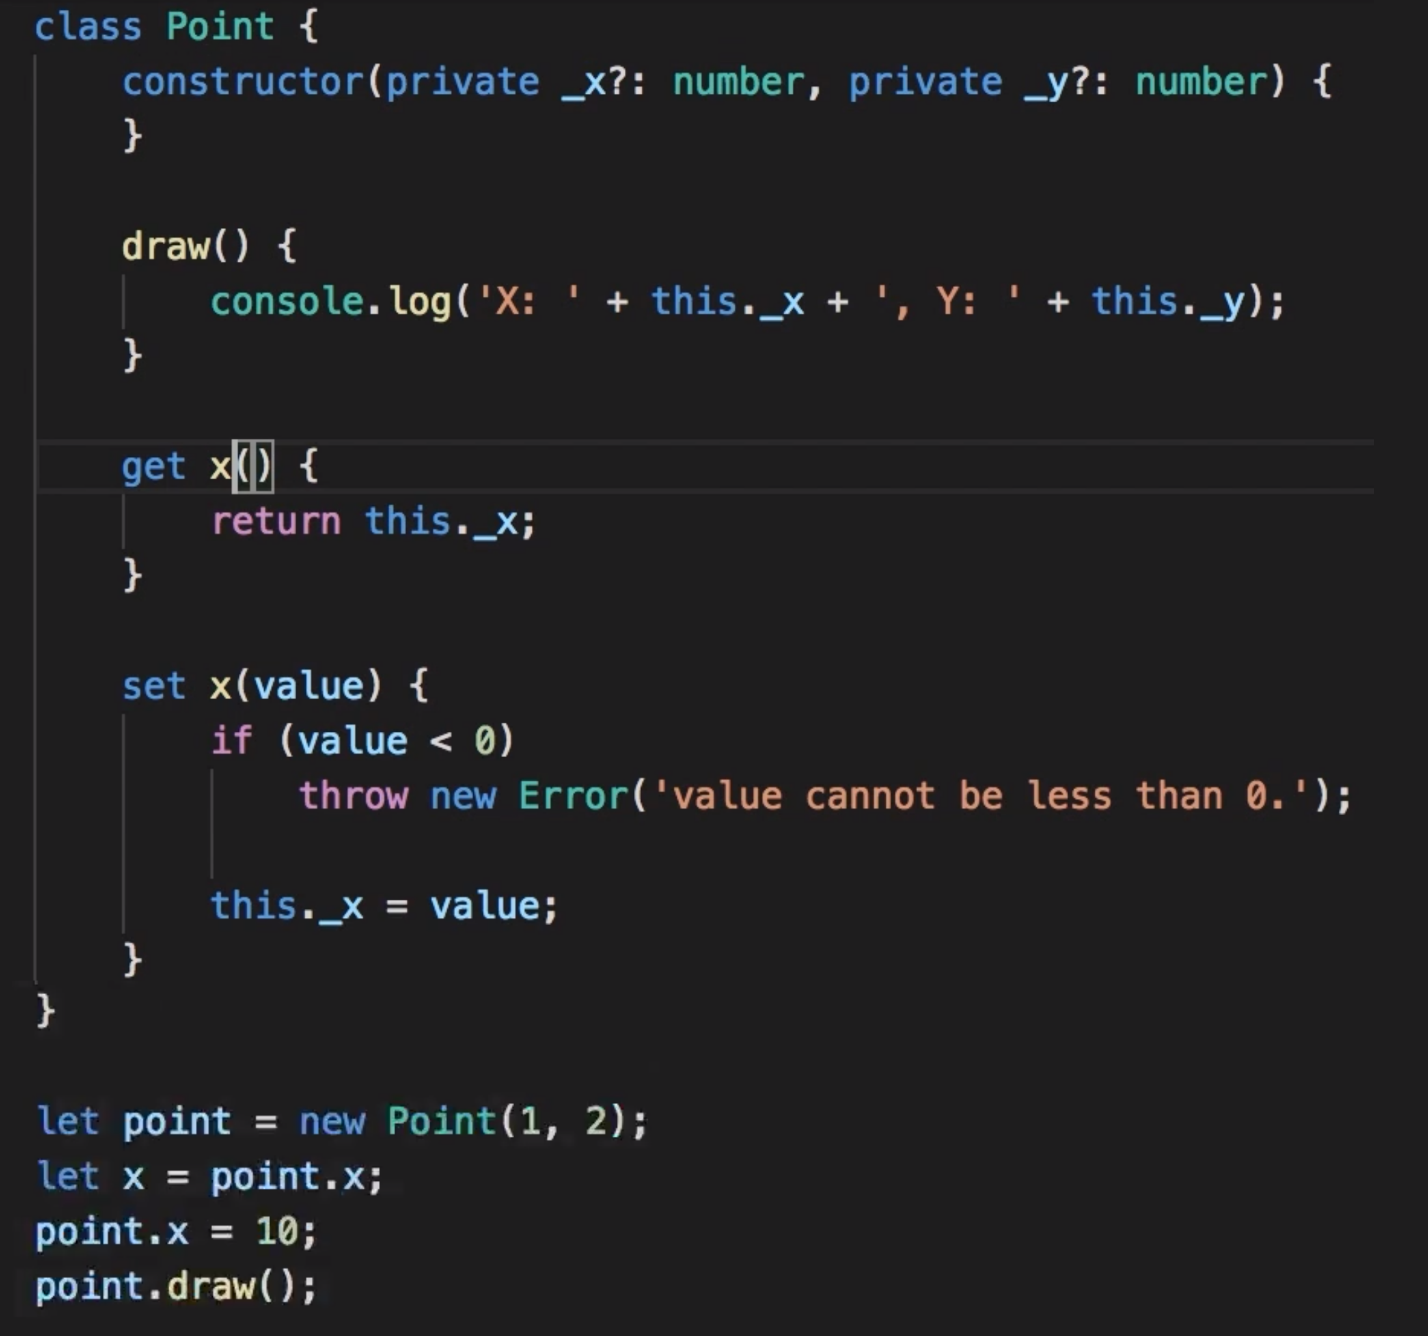 class Point {
    constructor(private _x?: number, private _y?: number) {
    }

    draw() {
        console.log('X: ' + this._x + ', Y: ' + this._y);
    }

    get x() {
        return this._x;
    }

    set x(value) {
        if (value < 0)
            throw new Error('value cannot be less than 0.');

        this._x = value;
    }
}

let point = new Point(1, 2);
let x = point.x;
point.x = 10;
point.draw();